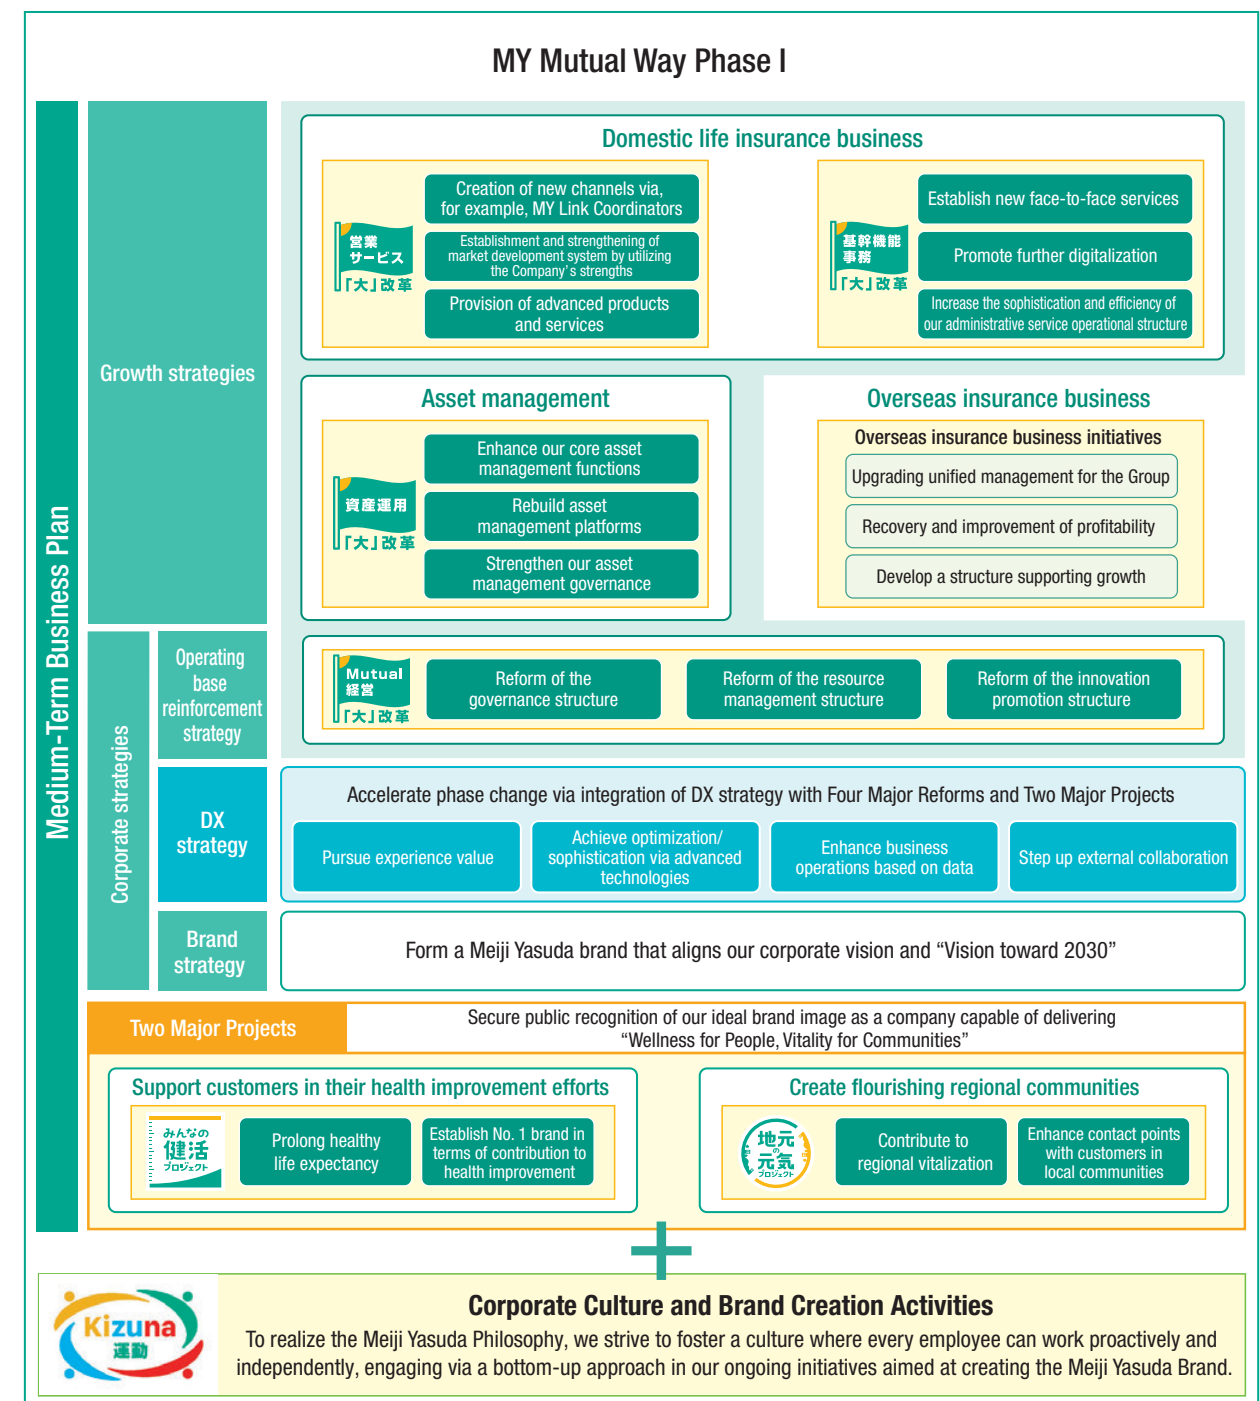 MY Mutual Way Phase I
Medium-Term Business Plan
Growth strategies
Domestic life insurance business
営業
サービス
「大」改革
Creation of new channels via,
for example, MY Link Coordinators
Establishment and strengthening of
market development system by utilizing
the Company's strengths
Provision of advanced products
and services
基幹機能
事務
「大」改革
Establish new face-to-face services
Promote further digitalization
Increase the sophistication and efficiency of
our administrative service operational structure
Asset management
資産運用
「大」改革
Enhance our core asset
management functions
Rebuild asset
management platforms
Strengthen our asset
management governance
Overseas insurance business
Overseas insurance business initiatives
Upgrading unified management for the Group
Recovery and improvement of profitability
Develop a structure supporting growth
Corporate strategies
Operating
base
reinforcement
strategy
Mutual
経営
「大」改革
Reform of the
governance structure
Reform of the resource
management structure
Reform of the innovation
promotion structure
DX
strategy
Accelerate phase change via integration of DX strategy with Four Major Reforms and Two Major Projects
Pursue experience value
Achieve optimization/
sophistication via advanced
technologies
Enhance business
operations based on data
Step up external collaboration
Brand
strategy
Form a Meiji Yasuda brand that aligns our corporate vision and “Vision toward 2030”
Two Major Projects
Secure public recognition of our ideal brand image as a company capable of delivering
“Wellness for People, Vitality for Communities”
Support customers in their health improvement efforts
みんなの
健活
プロジェクト
Prolong healthy
life expectancy
Establish No. 1 brand in
terms of contribution to
health improvement
Create flourishing regional communities
地元
の
元気
プロジェクト
Contribute to
regional vitalization
Enhance contact points
with customers in
local communities
+
Kizuna
運動
Corporate Culture and Brand Creation Activities
To realize the Meiji Yasuda Philosophy, we strive to foster a culture where every employee can work proactively and
independently, engaging via a bottom-up approach in our ongoing initiatives aimed at creating the Meiji Yasuda Brand.